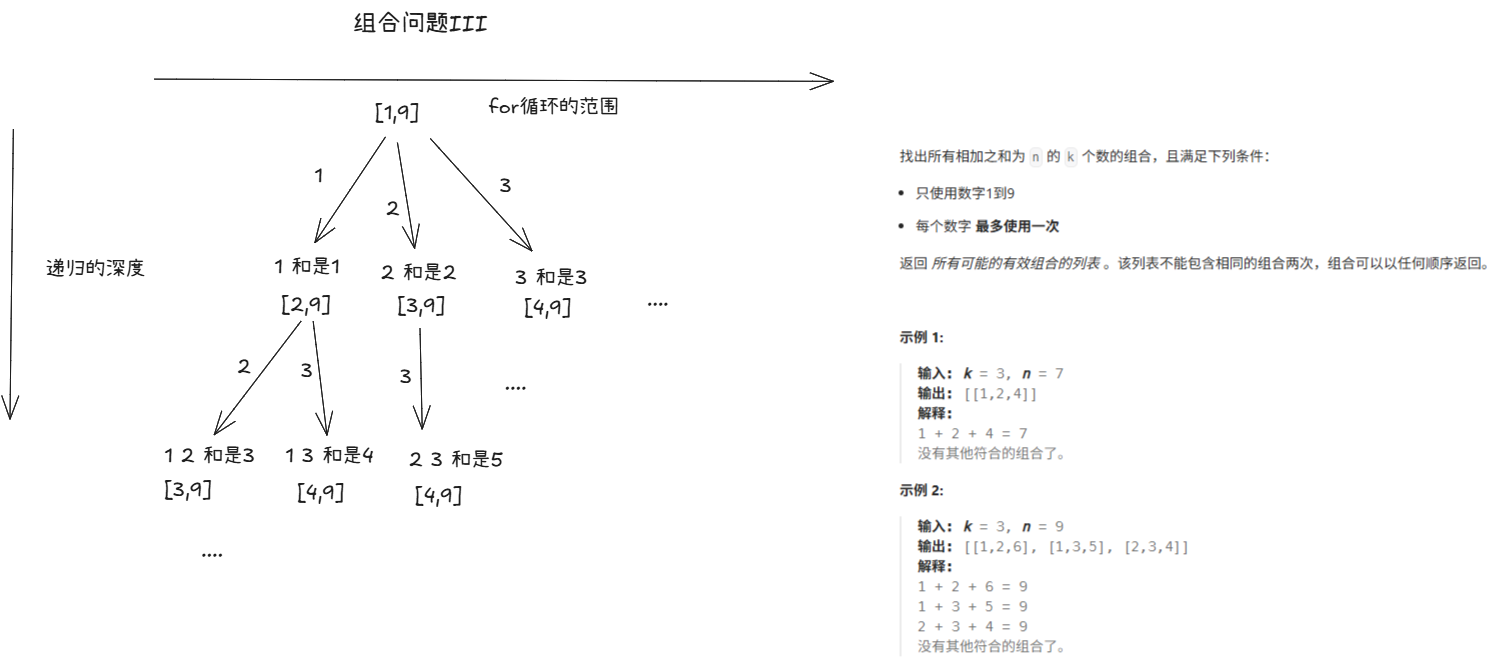 组合问题III
for循环的范围
[1,9]
1
2
3
递归的深度
1 和是1
2 和是2
3 和是3
[2,9]
[3,9]
[4,9]
....
2
3
3
....
1 2 和是3
1 3 和是4
2 3 和是5
[3,9]
[4,9]
[4,9]
....
找出所有相加之和为 n 的 k 个数的组合，且满足下列条件：
• 只使用数字1到9
• 每个数字 最多使用一次
返回 所有可能的有效组合的列表 。该列表不能包含相同的组合两次，组合可以以任何顺序返回。
示例 1:
输入: k = 3, n = 7
输出: [[1,2,4]]
解释:
1 + 2 + 4 = 7
没有其他符合的组合了。
示例 2:
输入: k = 3, n = 9
输出: [[1,2,6], [1,3,5], [2,3,4]]
解释:
1 + 2 + 6 = 9
1 + 3 + 5 = 9
2 + 3 + 4 = 9
没有其他符合的组合了。